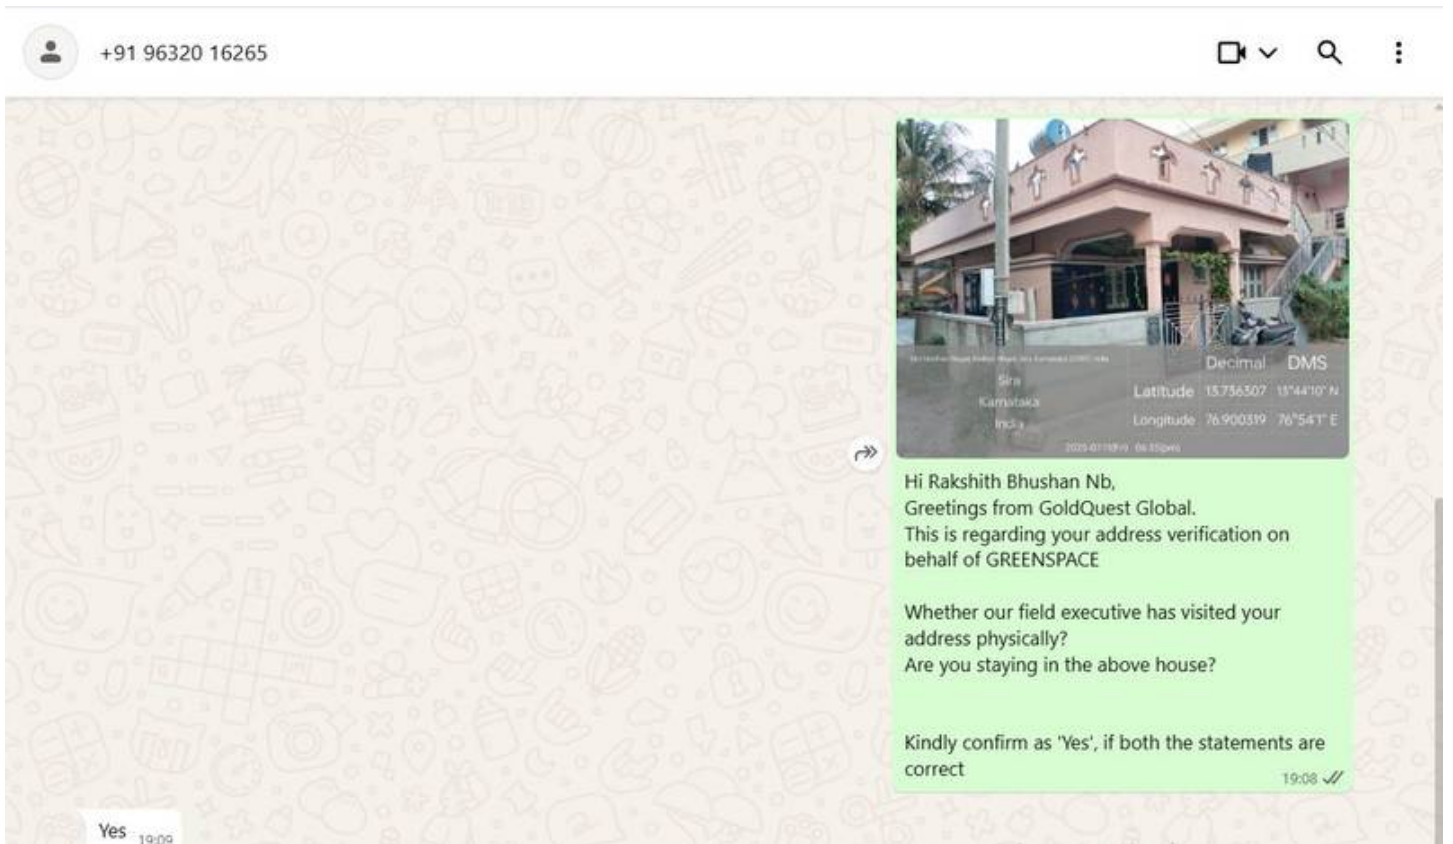 +91 96320 16265
Sira
Karnataka
India
Decimal DMS
Latitude 13.736307 13°44'10" N
Longitude 76.900319 76°54'1" E
Hi Rakshith Bhushan Nb,
Greetings from GoldQuest Global.
This is regarding your address verification on
behalf of GREENSPACE
Whether our field executive has visited your
address physically?
Are you staying in the above house?
Kindly confirm as 'Yes', if both the statements are
correct
19:08
Yes
19:09